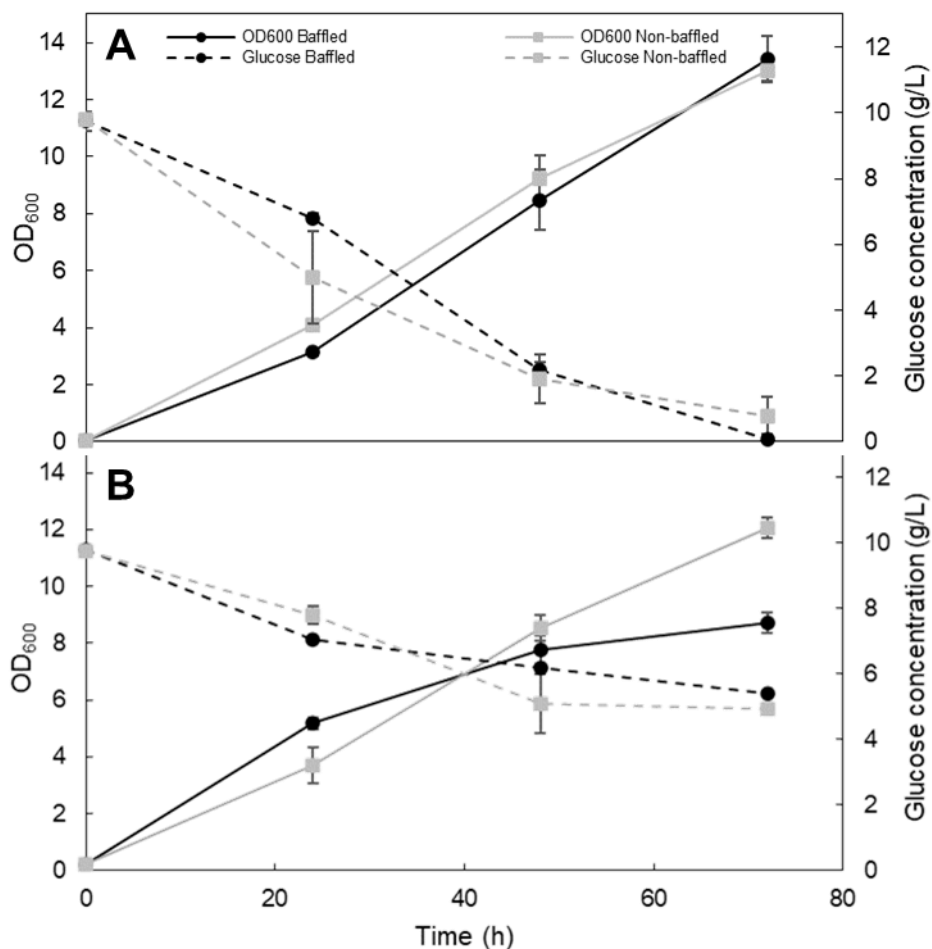 A
OD600 Baffled
OD600 Non-baffled
Glucose Baffled
Glucose Non-baffled
14
12
10
8
6
4
2
0
OD600
12
10
8
6
4
2
0
Glucose concentration (g/L)
B
14
12
10
8
6
4
2
0
OD600
12
10
8
6
4
2
0
Glucose concentration (g/L)
0 20 40 60 80
Time (h)